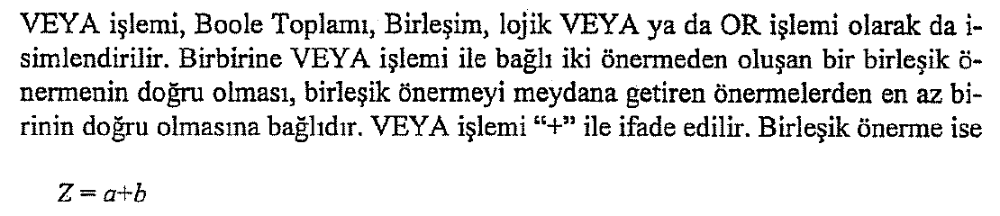 VEYA işlemi, Boole Toplamı, Birleşim, lojik VEYA ya da OR işlemi olarak da i-
simlendirilir. Birbirine VEYA işlemi ile bağlı iki önermeden oluşan bir birleşik ö-
nermenin doğru olması, birleşik önermeyi meydana getiren önermelerden en az bi-
rinin doğru olmasına bağlıdır. VEYA işlemi “+” ile ifade edilir. Birleşik önerme ise
Z = a+b